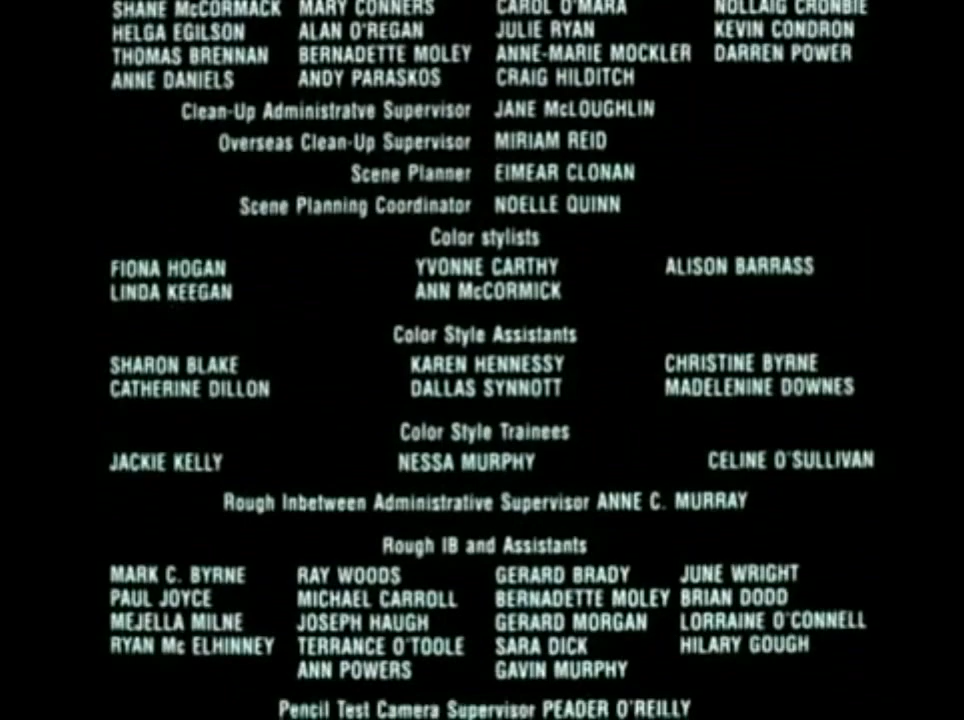 SHANE McCORMACK MARY CONNERS CAROL O'MARA NOLLAIG CRONBIE
HELGA EGILSON ALAN O'REGAN JULIE RYAN KEVIN CONDRON
THOMAS BRENNAN BERNADETTE MOLEY ANNE-MARIE MOCKLER DARREN POWER
ANNE DANIELS ANDY PARASKOS CRAIG HILDITCH
Clean-Up Administratve Supervisor JANE McLOUGHLIN
Overseas Clean-Up Supervisor MIRIAM REID
Scene Planner EIMEAR CLONAN
Scene Planning Coordinator NOELLE QUINN
Color stylists
FIONA HOGAN YVONNE CARTHY ALISON BARRASS
LINDA KEEGAN ANN McCORMICK
Color Style Assistants
SHARON BLAKE KAREN HENNESSY CHRISTINE BYRNE
CATHERINE DILLON DALLAS SYNNOTT MADELENINE DOWNES
Color Style Trainees
JACKIE KELLY NESSA MURPHY CELINE O'SULLIVAN
Rough Inbetween Administrative Supervisor ANNE C. MURRAY
Rough IB and Assistants
MARK C. BYRNE RAY WOODS GERARD BRADY JUNE WRIGHT
PAUL JOYCE MICHAEL CARROLL BERNADETTE MOLEY BRIAN DODD
MEJELLA MILNE JOSEPH HAUGH GERARD MORGAN LORRAINE O'CONNELL
RYAN Mc ELHINNEY TERRANCE O'TOOLE SARA DICK HILARY GOUGH
ANN POWERS GAVIN MURPHY
Pencil Test Camera Supervisor PEADER O'REILLY